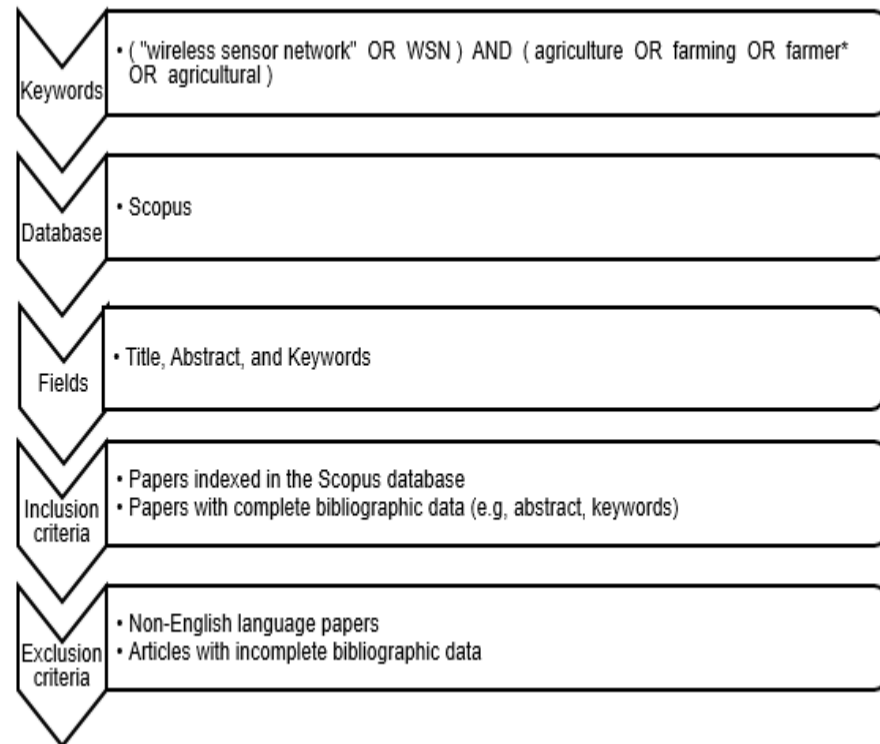 Keywords
• ( "wireless sensor network" OR WSN ) AND ( agriculture OR farming OR farmer*
OR agricultural )
Database
• Scopus
Fields
• Title, Abstract, and Keywords
Inclusion
criteria
• Papers indexed in the Scopus database
• Papers with complete bibliographic data (e.g, abstract, keywords)
Exclusion
criteria
• Non-English language papers
• Articles with incomplete bibliographic data